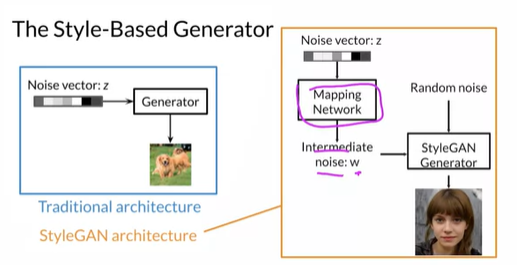 The Style-Based Generator
Noise vector: z
Generator
Traditional architecture
StyleGAN architecture
Noise vector: z
Mapping
Network
Random noise
Intermediate
noise: w
StyleGAN
Generator